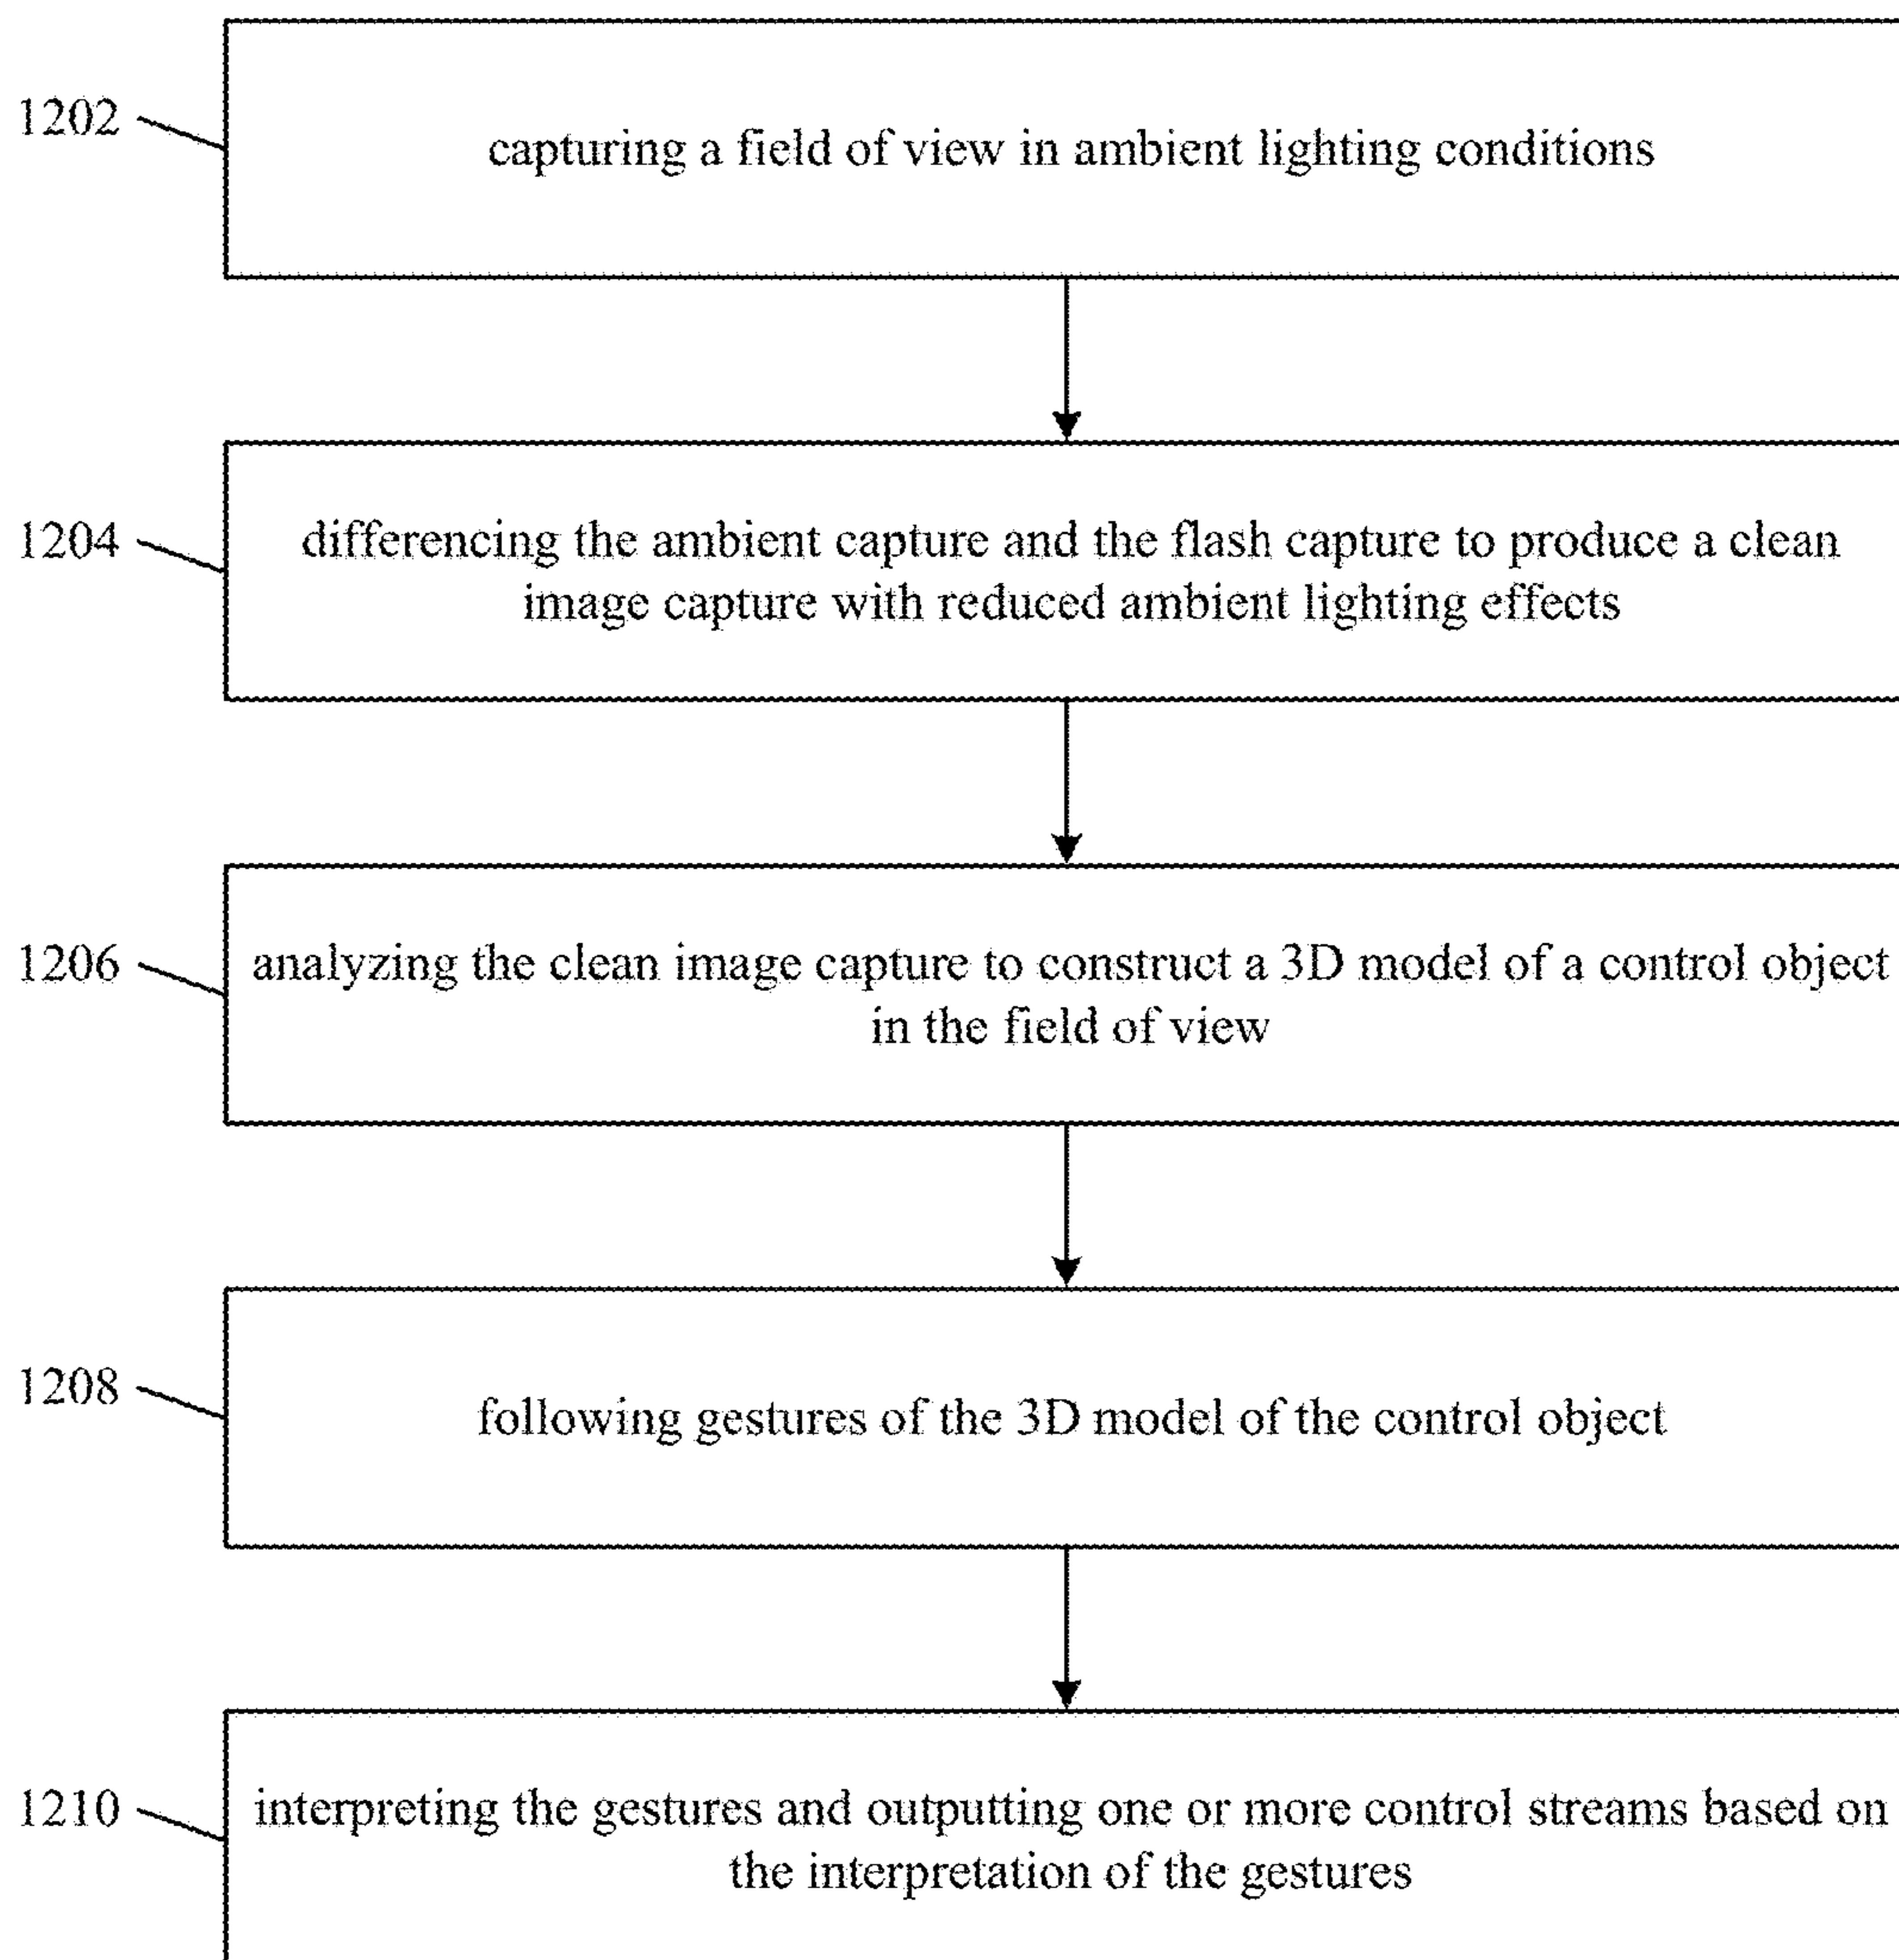 1202
capturing a field of view in ambient lighting conditions
1204
differencing the ambient capture and the flash capture to produce a clean
image capture with reduced ambient lighting effects
1206
analyzing the clean image capture to construct a 3D model of a control object
in the field of view
1208
following gestures of the 3D model of the control object
1210
interpreting the gestures and outputting one or more control streams based on
the interpretation of the gestures